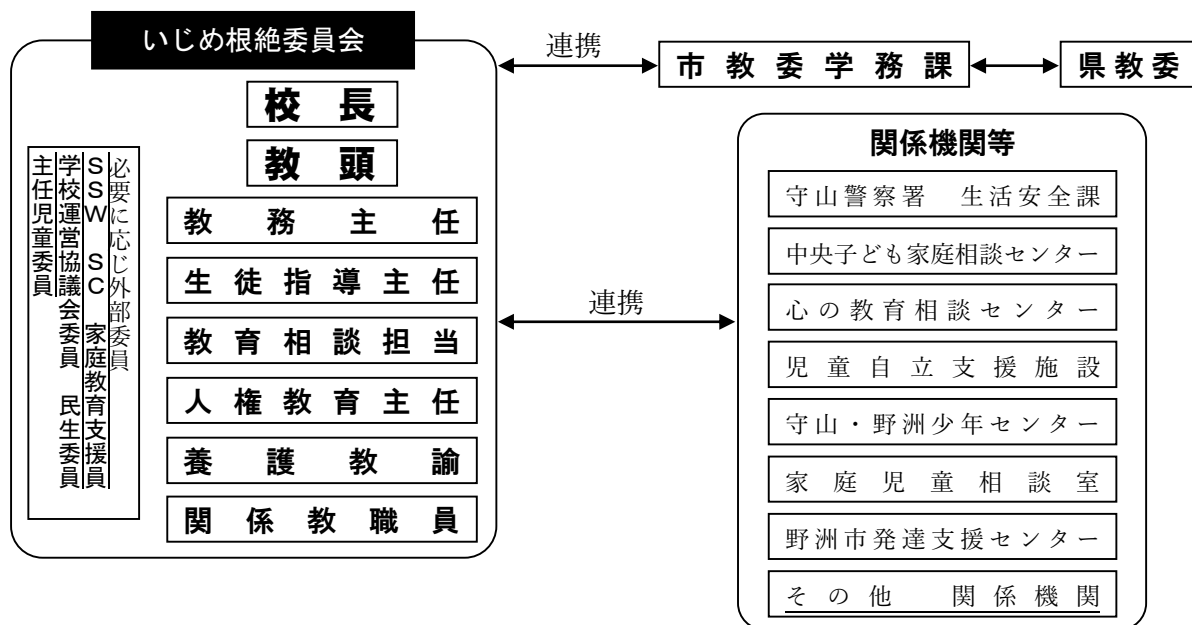 いじめ根絶委員会
連携
市教委学務課
県教委
校長
教頭
教務主任
生徒指導主任
教育相談担当
人権教育主任
養護教諭
関係教職員
必要に応じ外部委員
SSW SC 家庭教育支援員
学校運営協議会委員 民生委員
主任児童委員
連携
関係機関等
守山警察署 生活安全課
中央子ども家庭相談センター
心の教育相談センター
児童自立支援施設
守山・野洲少年センター
家庭児童相談室
野洲市発達支援センター
その他 関係機関